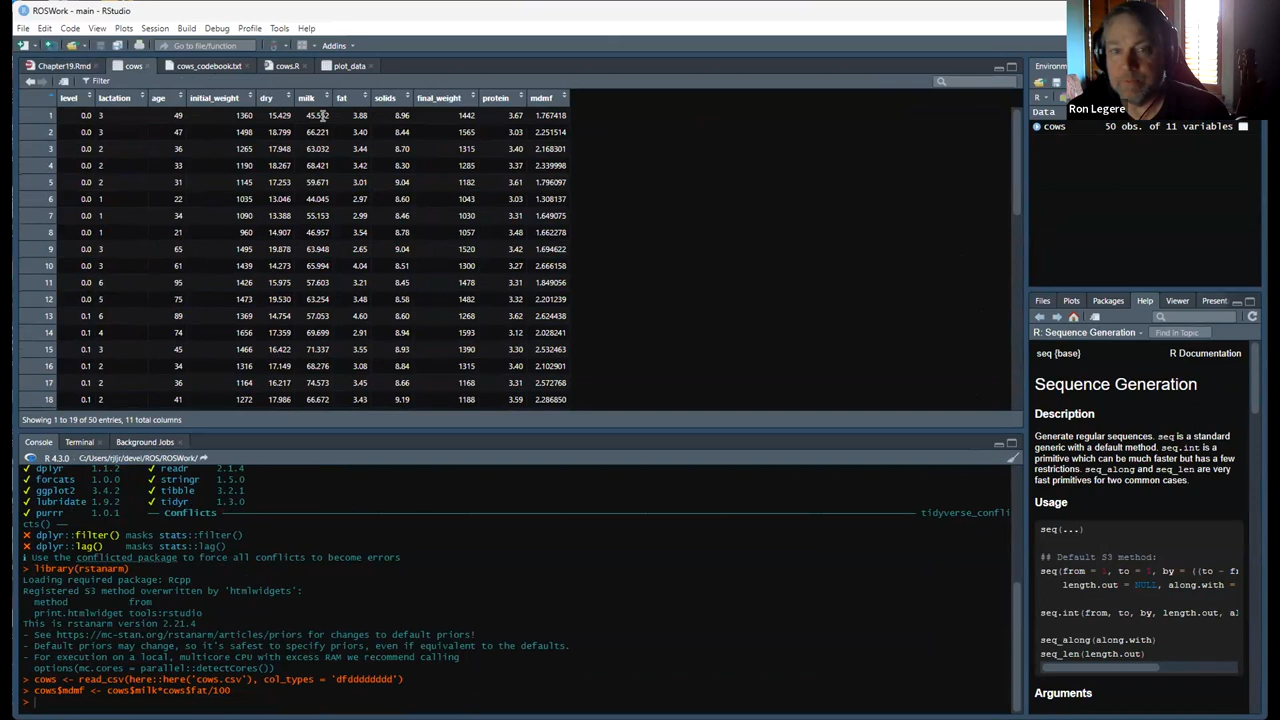 ROSWork - main - RStudio
File Edit Code View Plots Session Build Debug Profile Tools Help
Go to file/function Addins
Chapter19.Rmd cows cows_codebook.txt cows.R plot_data
Filter
level lactation age initial_weight dry milk fat solids final_weight protein mdmf
1 0.0 3 49 1360 15.429 3.88 8.96 1442 3.67 1.767418
2 0.0 3 47 1498 18.799 66.221 3.40 8.44 1565 3.03 2.251514
3 0.0 2 36 1265 17.948 63.032 3.44 8.70 1315 3.40 2.168301
4 0.0 2 33 1190 18.267 68.421 3.42 8.30 1285 3.37 2.339998
5 0.0 2 31 1145 17.253 59.671 3.01 9.04 1182 3.61 1.796097
6 0.0 1 22 1035 13.046 44.045 2.97 8.60 1043 3.03 1.308137
7 0.0 1 34 1090 13.388 55.153 2.99 8.46 1030 3.31 1.649075
8 0.0 1 21 960 14.907 46.957 3.54 8.78 1057 3.48 1.662278
9 0.0 3 65 1495 19.878 63.948 2.65 9.04 1520 3.42 1.694622
10 0.0 3 61 1439 14.273 65.994 4.04 8.51 1300 3.27 2.666158
11 0.0 6 95 1426 15.975 57.603 3.21 8.45 1478 3.31 1.849056
12 0.0 5 75 1473 19.530 63.254 3.48 8.58 1482 3.32 2.201239
13 0.1 6 89 1369 14.754 57.053 4.60 8.60 1268 3.62 2.624438
14 0.1 4 74 1656 17.359 69.699 2.91 8.94 1593 3.12 2.028241
15 0.1 3 45 1466 16.422 71.337 3.55 8.93 1390 3.30 2.532463
16 0.1 2 34 1316 17.149 68.276 3.08 8.84 1315 3.40 2.102901
17 0.1 2 36 1164 16.217 74.573 3.45 8.66 1168 3.31 2.572768
18 0.1 2 41 1272 17.986 66.672 3.43 9.19 1188 3.59 2.286850
Showing 1 to 19 of 50 entries, 11 total columns
Console Terminal Background Jobs
R 4.3.0 · C:/Users/rjljr/devel/ROS/ROSWork/
✓ dplyr 1.1.2 ✓ readr 2.1.4
✓ forcats 1.0.0 ✓ stringr 1.5.0
✓ ggplot2 3.4.2 ✓ tibble 3.2.1
✓ lubridate 1.9.2 ✓ tidyr 1.3.0
✓ purrr 1.0.1 ── Conflicts ──── tidyverse_confli
cts() ──
✖ dplyr::filter() masks stats::filter()
✖ dplyr::lag() masks stats::lag()
ℹ Use the conflicted package to force all conflicts to become errors
> library(rstanarm)
Loading required package: Rcpp
Registered S3 method overwritten by 'htmlwidgets':
method from
print.htmlwidget tools:rstudio
This is rstanarm version 2.21.4
- See https://mc-stan.org/rstanarm/articles/priors for changes to default priors!
- Default priors may change, so it's safest to specify priors, even if equivalent to the defaults.
- For execution on a local, multicore CPU with excess RAM we recommend calling
options(mc.cores = parallel::detectCores())
> cows <- read_csv(here::here('cows.csv'), col_types = 'dfddddddddd')
> cows$mdmf <- cows$milk*cows$fat/100
>
Ron Legere
Environm
Data
cows 50 obs. of 11 variables
Files Plots Packages Help Viewer Present
R: Sequence Generation Find in Topic
seq {base} R Documentation
Sequence Generation
Description
Generate regular sequences. seq is a standard
generic with a default method. seq.int is a
primitive which can be much faster but has a few
restrictions. seq_along and seq_len are very
fast primitives for two common cases.
Usage
seq(...)
## Default S3 method:
seq(from = 1, to = 1, by = ((to - f
length.out = NULL, along.with =
seq.int(from, to, by, length.out, al
seq_along(along.with)
seq_len(length.out)
Arguments